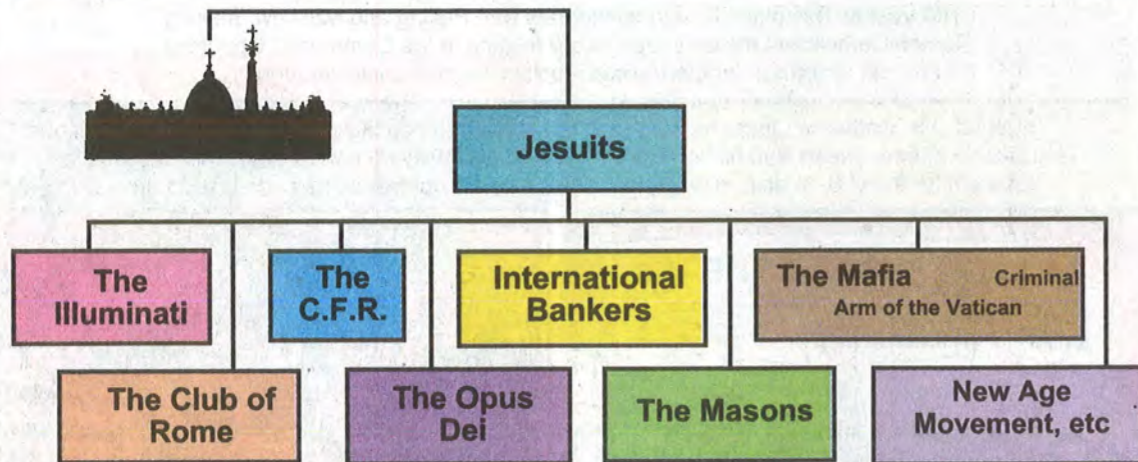 Jesuits
The
Illuminati
The
C.F.R.
International
Bankers
The Mafia Criminal
Arm of the Vatican
The Club of
Rome
The Opus
Dei
The Masons
New Age
Movement, etc